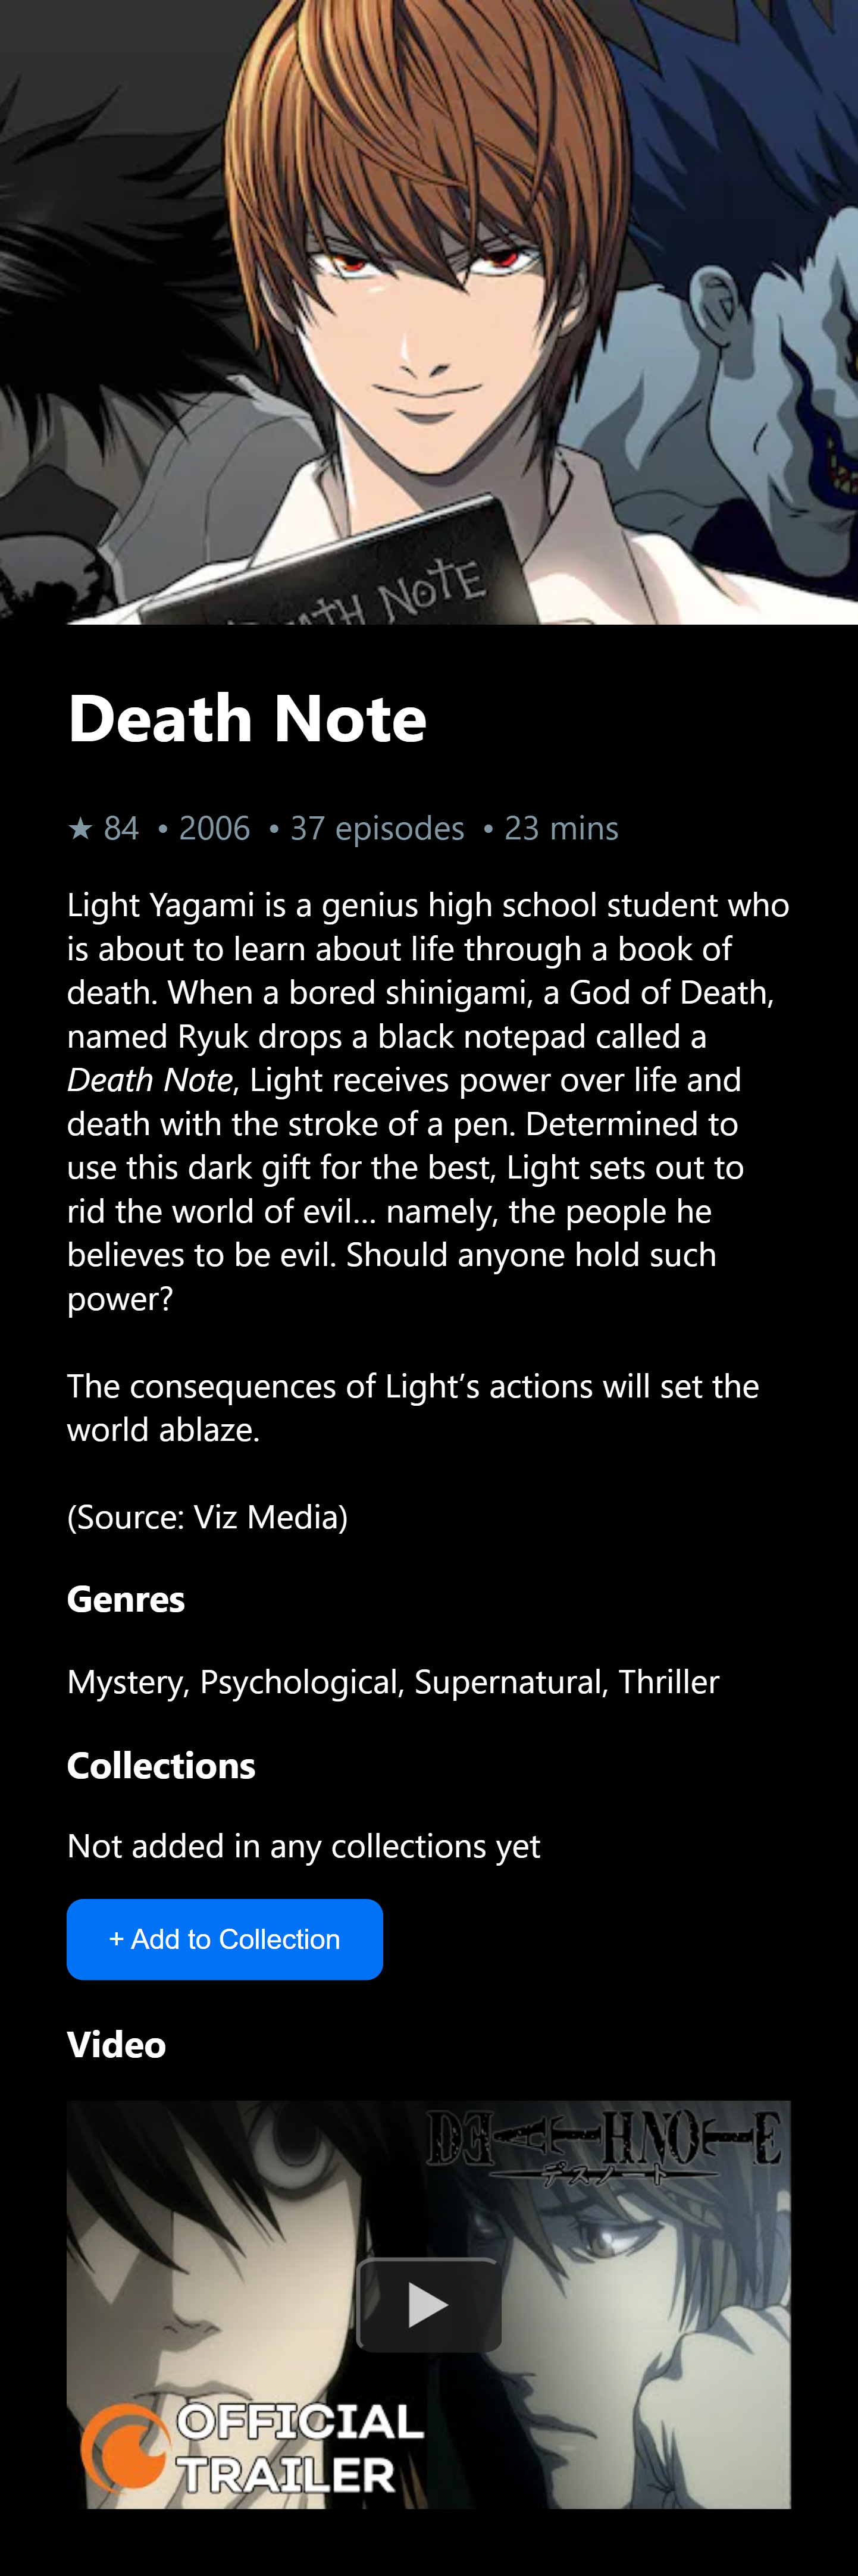 DEATH NOTE
Death Note
★ 84 • 2006 • 37 episodes • 23 mins
Light Yagami is a genius high school student who
is about to learn about life through a book of
death. When a bored shinigami, a God of Death,
named Ryuk drops a black notepad called a
Death Note, Light receives power over life and
death with the stroke of a pen. Determined to
use this dark gift for the best, Light sets out to
rid the world of evil… namely, the people he
believes to be evil. Should anyone hold such
power?
The consequences of Light’s actions will set the
world ablaze.
(Source: Viz Media)
Genres
Mystery, Psychological, Supernatural, Thriller
Collections
Not added in any collections yet
+ Add to Collection
Video
DEATH NOTE
デスノート
OFFICIAL
TRAILER